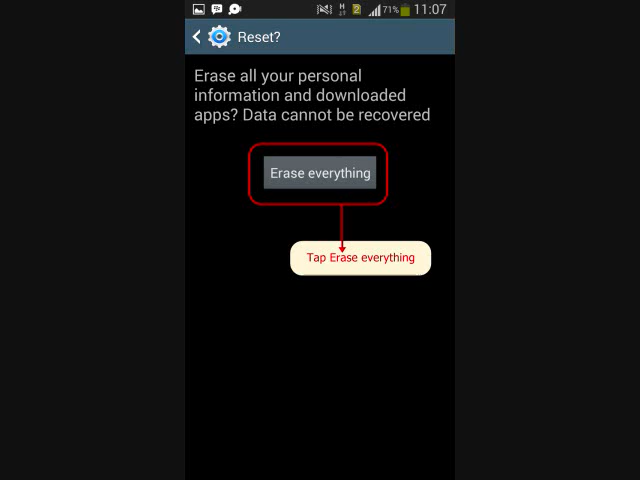 71% 11:07
Reset?
Erase all your personal
information and downloaded
apps? Data cannot be recovered
Erase everything
Tap Erase everything